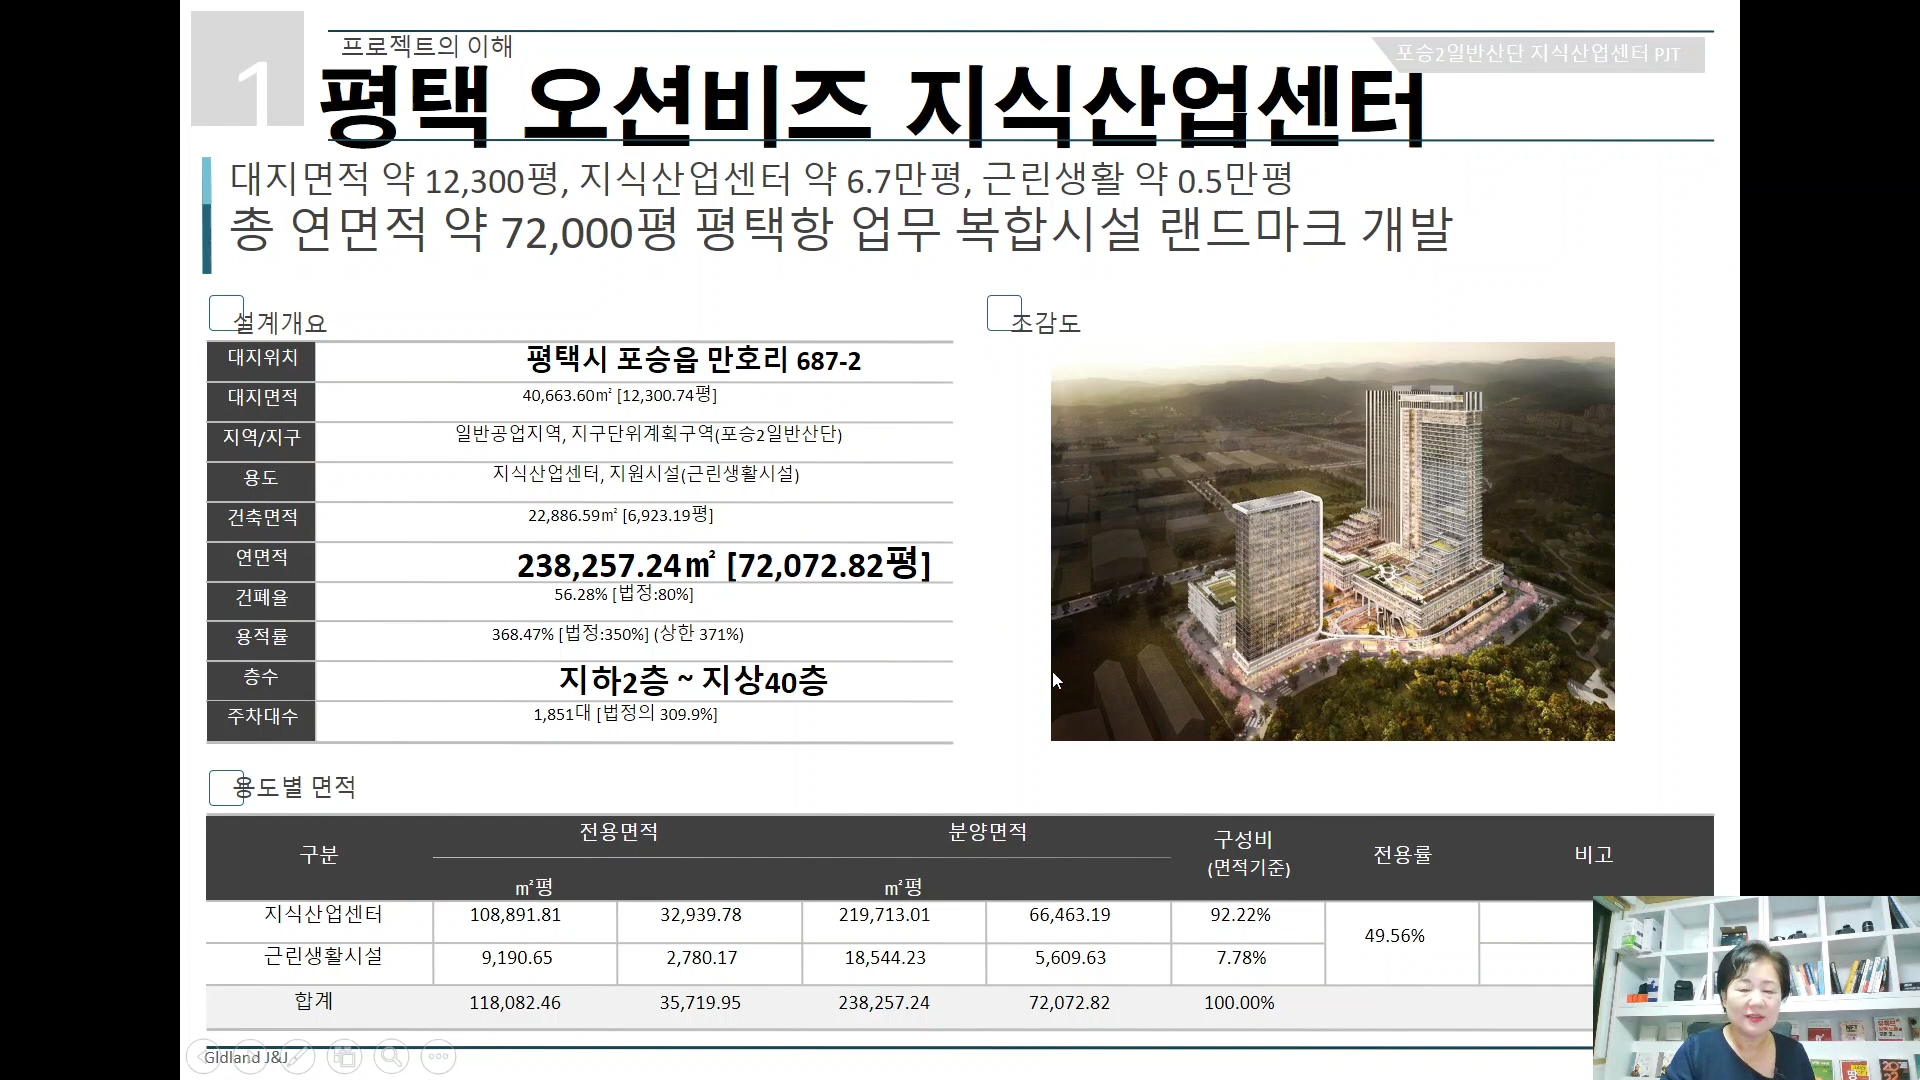 1
프로젝트의 이해
포승2일반산단 지식산업센터 PJT
평택 오션비즈 지식산업센터
대지면적 약 12,300평, 지식산업센터 약 6.7만평, 근린생활 약 0.5만평
총 연면적 약 72,000평 평택항 업무 복합시설 랜드마크 개발
설계개요
대지위치 평택시 포승읍 만호리 687-2
대지면적 40,663.60㎡ [12,300.74평]
지역/지구 일반공업지역, 지구단위계획구역(포승2일반산단)
용도 지식산업센터, 지원시설(근린생활시설)
건축면적 22,886.59㎡ [6,923.19평]
연면적 238,257.24㎡ [72,072.82평]
건폐율 56.28% [법정:80%]
용적률 368.47% [법정:350%] (상한 371%)
층수 지하2층 ~ 지상40층
주차대수 1,851대 [법정의 309.9%]
조감도
용도별 면적
구분 전용면적 분양면적 구성비 (면적기준) 전용률 비고
㎡평 ㎡평
지식산업센터 108,891.81 32,939.78 219,713.01 66,463.19 92.22% 49.56%
근린생활시설 9,190.65 2,780.17 18,544.23 5,609.63 7.78%
합계 118,082.46 35,719.95 238,257.24 72,072.82 100.00%
Gldland J&J